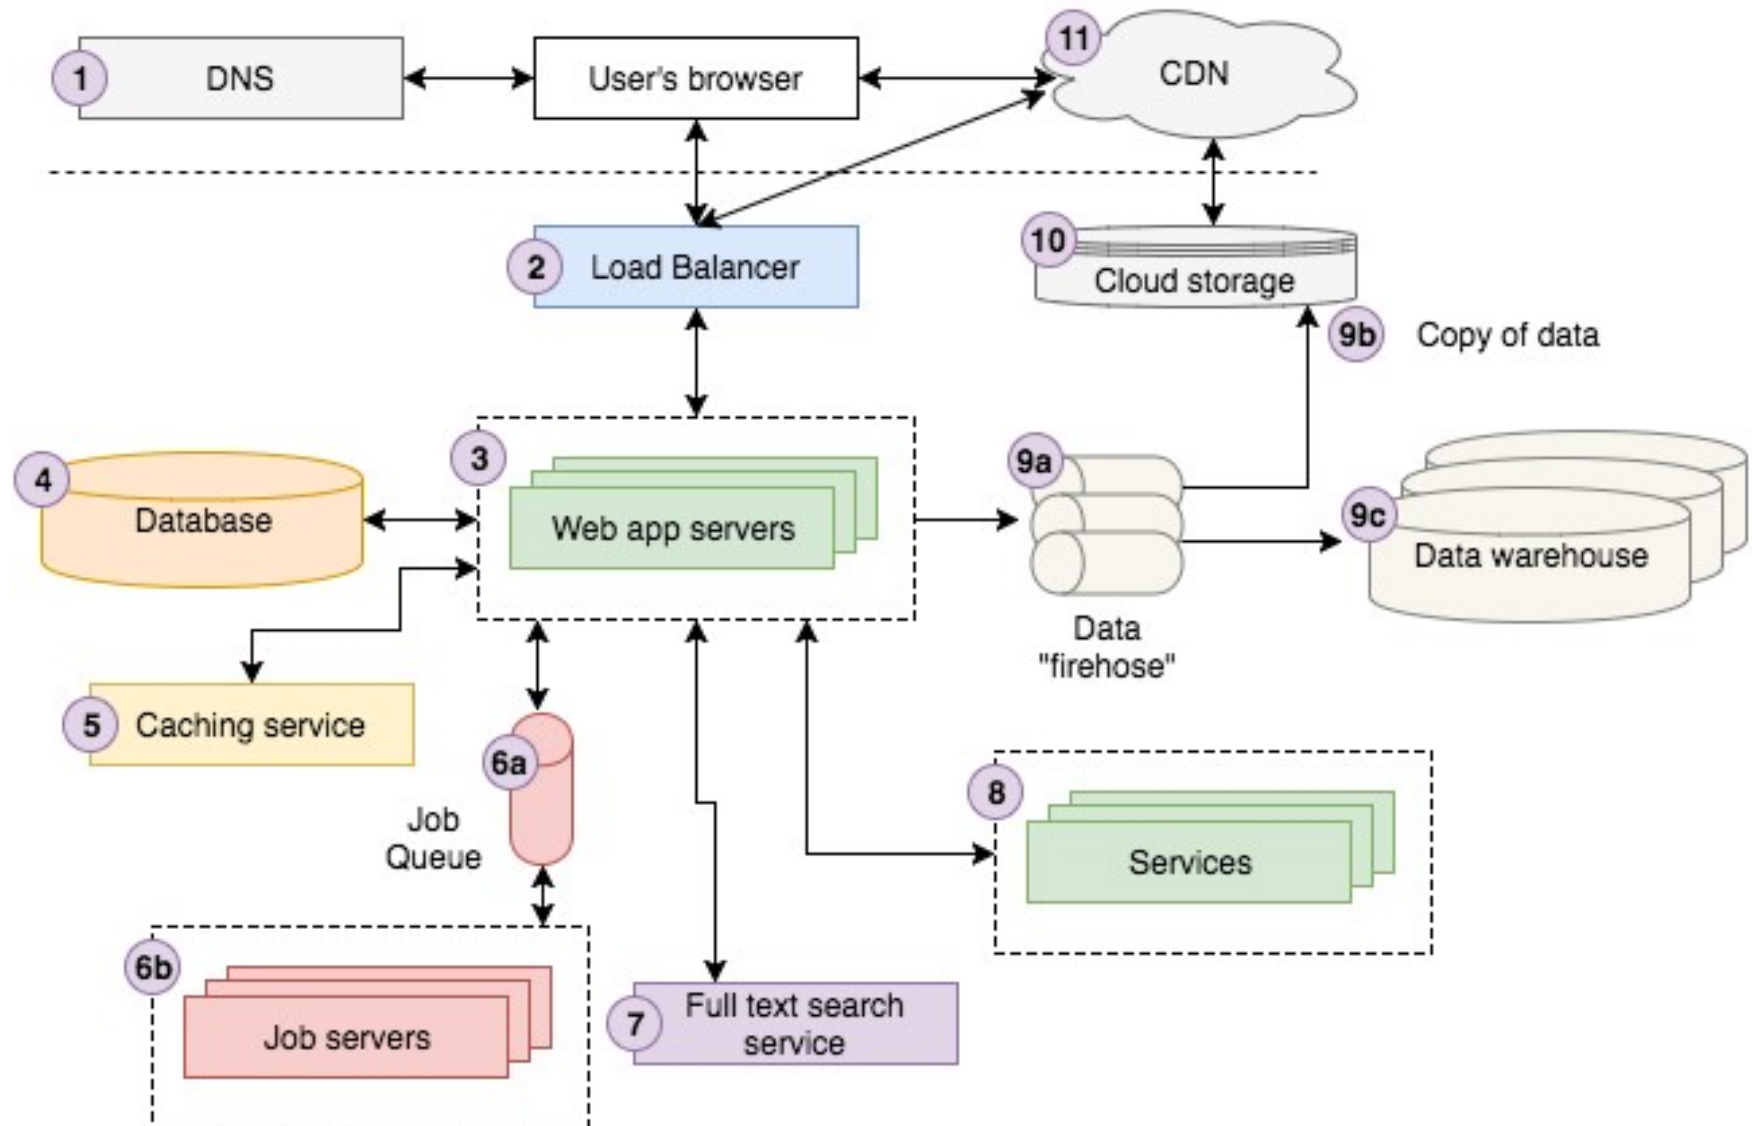 1
DNS
User's browser
11
CDN
2
Load Balancer
10
Cloud storage
9b
Copy of data
4
Database
3
Web app servers
9a
Data
"firehose"
9c
Data warehouse
5
Caching service
6a
Job
Queue
8
Services
6b
Job servers
7
Full text search
service